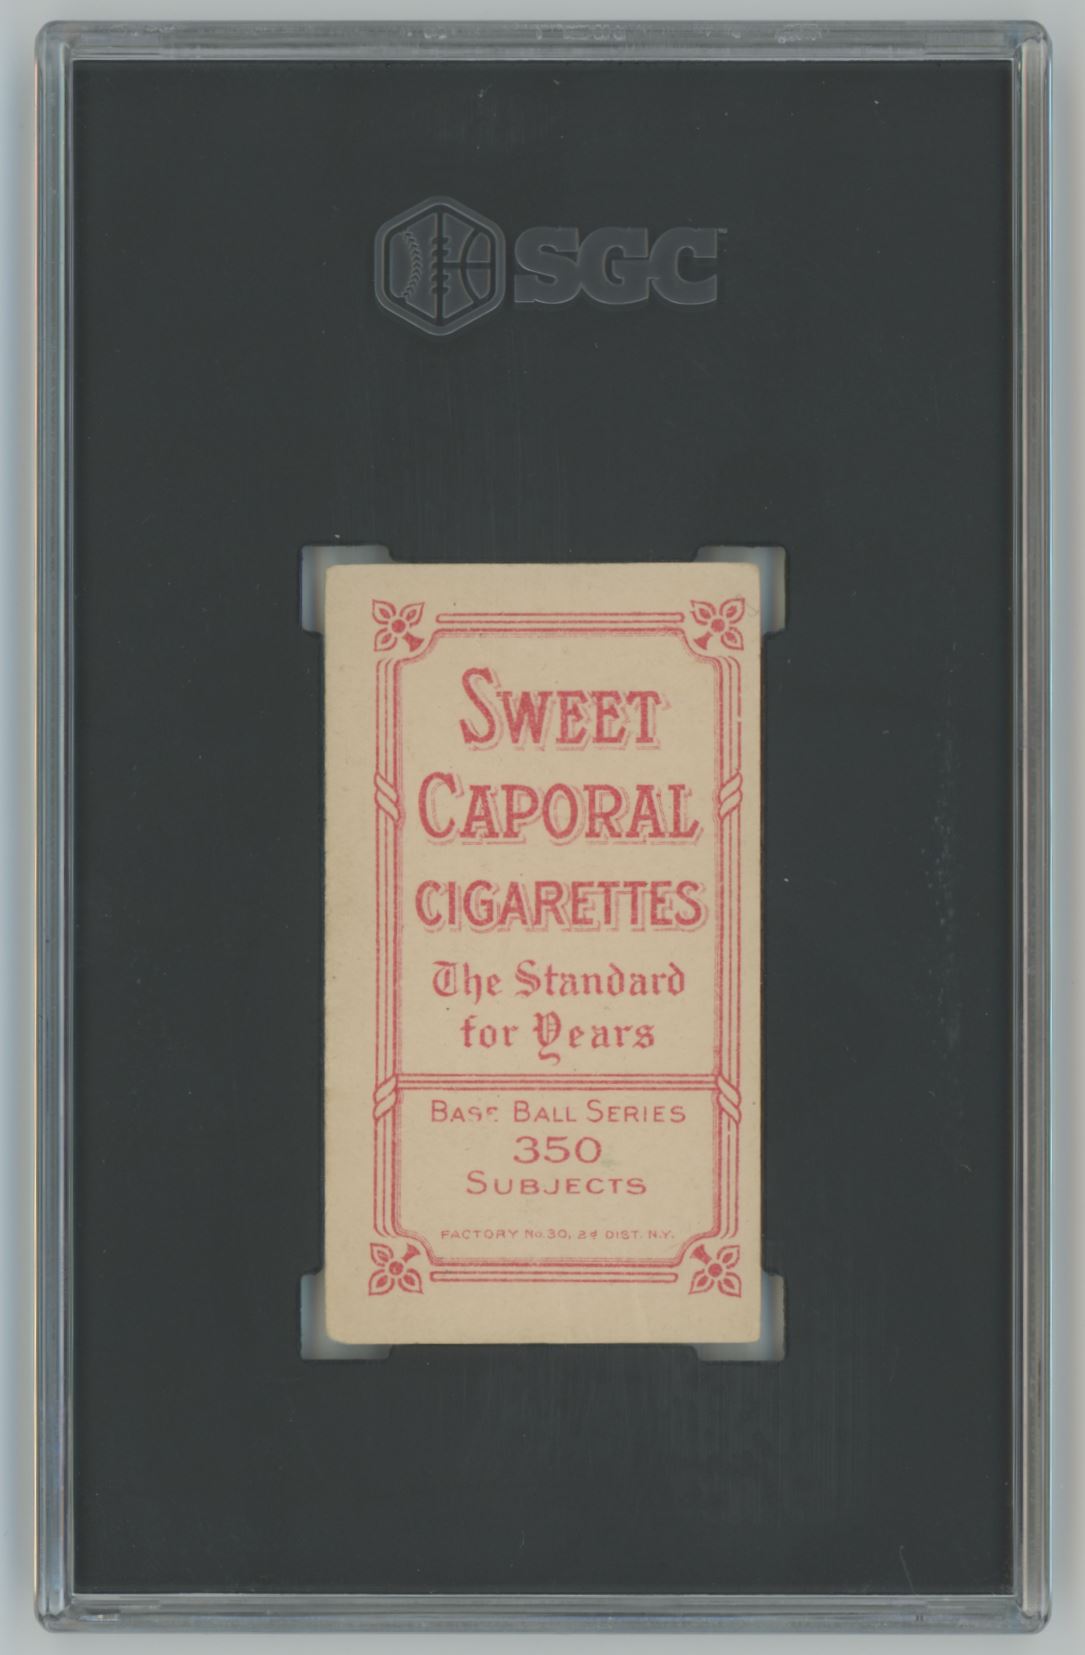 SGC
SWEET
CAPORAL
CIGARETTES
The Standard
for Years
BASE BALL SERIES
350
SUBJECTS
FACTORY No. 30, 2d DIST. N.Y.